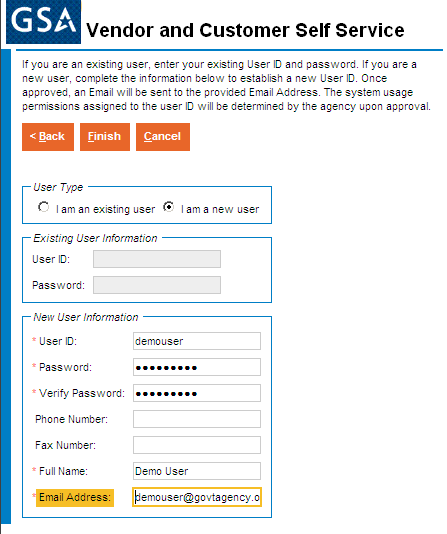 GSA
Vendor and Customer Self Service
If you are an existing user, enter your existing User ID and password. If you are a
new user, complete the information below to establish a new User ID. Once
approved, an Email will be sent to the provided Email Address. The system usage
permissions assigned to the user ID will be determined by the agency upon approval.
< Back Finish Cancel
User Type
I am an existing user I am a new user
Existing User Information
User ID:
Password:
New User Information
* User ID: demouser
* Password: •••••••••
* Verify Password: •••••••••
Phone Number:
Fax Number:
* Full Name: Demo User
* Email Address: demouser@govtagency.o